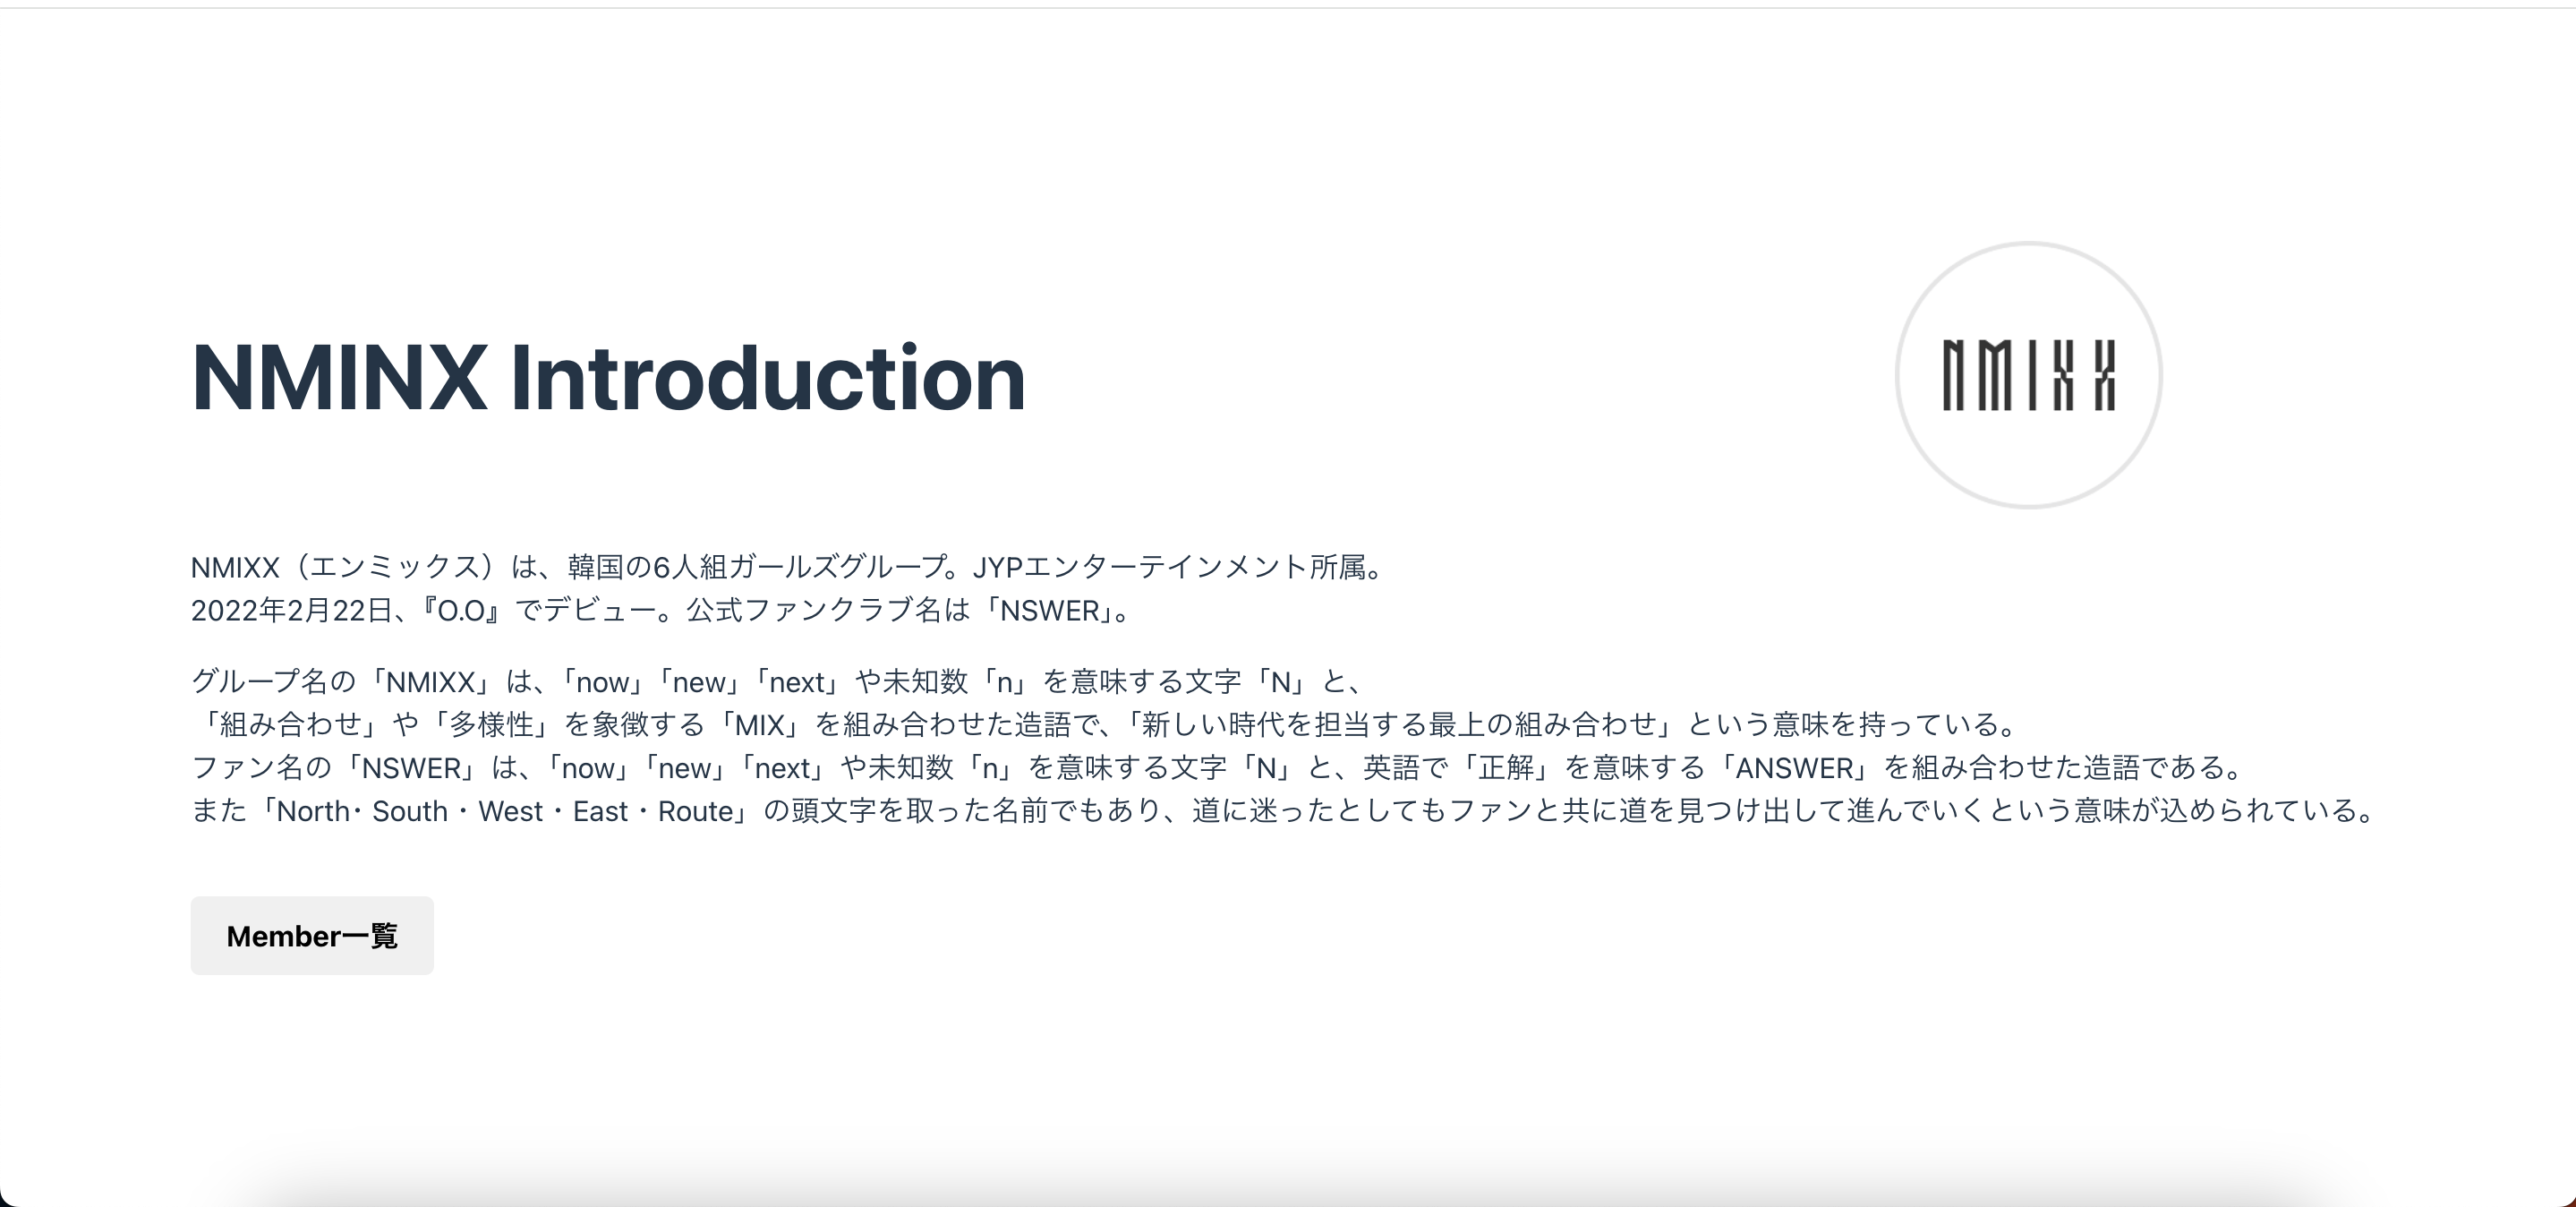 NMINX Introduction
NMIXX
NMIXX（エンミックス）は、韓国の6人組ガールズグループ。JYPエンターテインメント所属。
2022年2月22日、『O.O』でデビュー。公式ファンクラブ名は「NSWER」。
グループ名の「NMIXX」は、「now」「new」「next」や未知数「n」を意味する文字「N」と、
「組み合わせ」や「多様性」を象徴する「MIX」を組み合わせた造語で、「新しい時代を担当する最上の組み合わせ」という意味を持っている。
ファン名の「NSWER」は、「now」「new」「next」や未知数「n」を意味する文字「N」と、英語で「正解」を意味する「ANSWER」を組み合わせた造語である。
また「North· South · West · East · Route」の頭文字を取った名前でもあり、道に迷ったとしてもファンと共に道を見つけ出して進んでいくという意味が込められている。
Member一覧